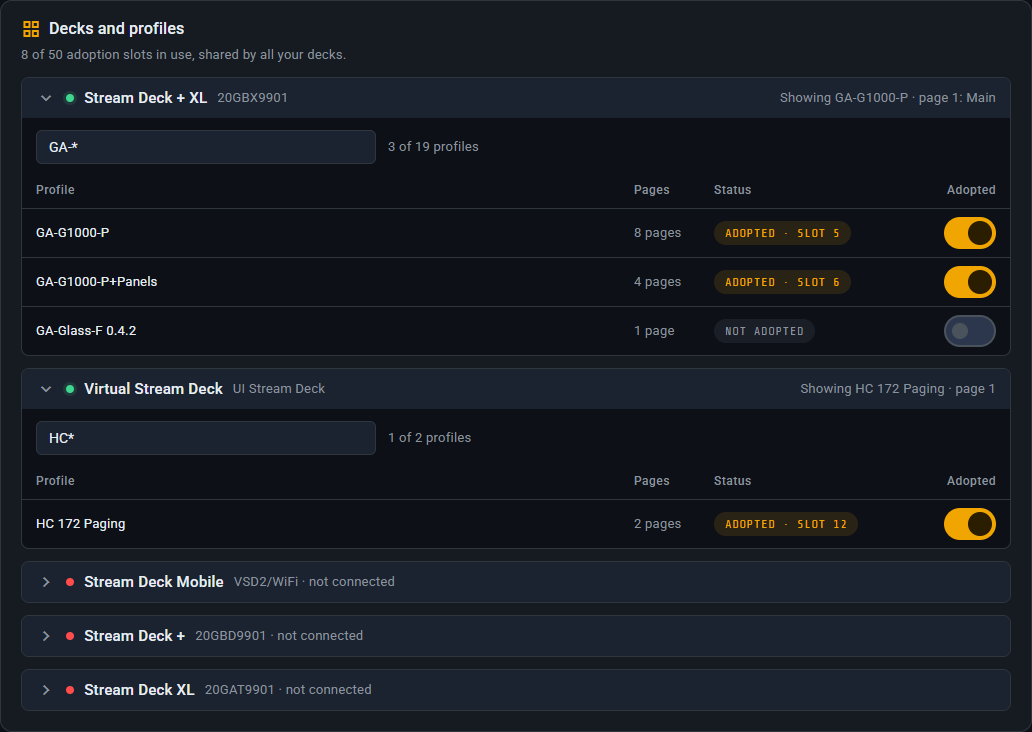 Decks and profiles
8 of 50 adoption slots in use, shared by all your decks.
Stream Deck + XL 20GBX9901 Showing GA-G1000-P · page 1: Main
GA-* 3 of 19 profiles
Profile Pages Status Adopted
GA-G1000-P 8 pages ADOPTED · SLOT 5
GA-G1000-P+Panels 4 pages ADOPTED · SLOT 6
GA-Glass-F 0.4.2 1 page NOT ADOPTED
Virtual Stream Deck UI Stream Deck Showing HC 172 Paging · page 1
HC* 1 of 2 profiles
Profile Pages Status Adopted
HC 172 Paging 2 pages ADOPTED · SLOT 12
Stream Deck Mobile VSD2/WiFi · not connected
Stream Deck + 20GBD9901 · not connected
Stream Deck XL 20GAT9901 · not connected